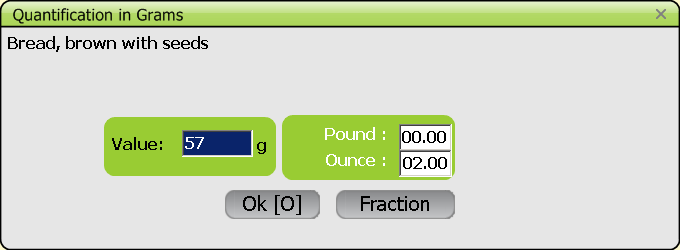 Quantification in Grams
Bread, brown with seeds
Value: 57 g
Pound : 00.00
Ounce : 02.00
Ok [O] Fraction